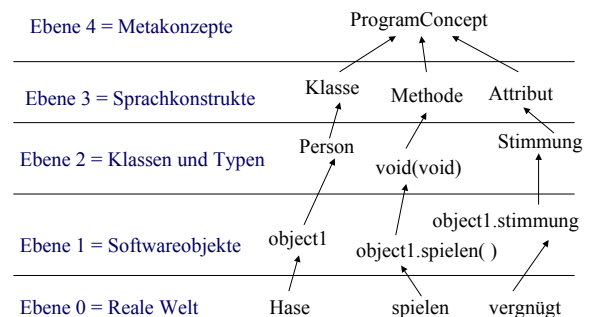 Ebene 4 = Metakonzepte ProgramConcept
Ebene 3 = Sprachkonstrukte Klasse Methode Attribut
Ebene 2 = Klassen und Typen Person void(void) Stimmung
Ebene 1 = Softwareobjekte object1 object1.spielen( ) object1.stimmung
Ebene 0 = Reale Welt Hase spielen vergnügt